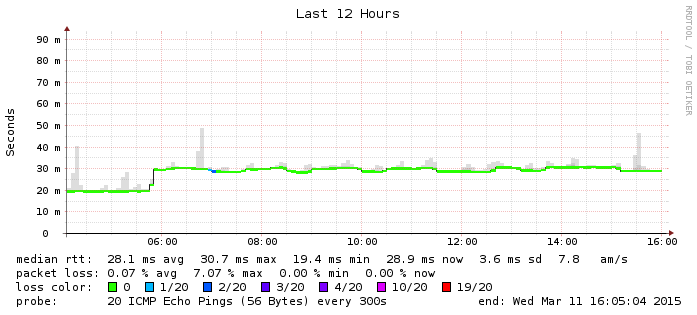 Last 12 Hours
RRDTOOL / TOBI OETIKER
Seconds
90 m
80 m
70 m
60 m
50 m
40 m
30 m
20 m
10 m
0
06:00 08:00 10:00 12:00 14:00 16:00
median rtt: 28.1 ms avg 30.7 ms max 19.4 ms min 28.9 ms now 3.6 ms sd 7.8 am/s
packet loss: 0.07 % avg 7.07 % max 0.00 % min 0.00 % now
loss color: 0 1/20 2/20 3/20 4/20 10/20 19/20
probe: 20 ICMP Echo Pings (56 Bytes) every 300s end: Wed Mar 11 16:05:04 2015